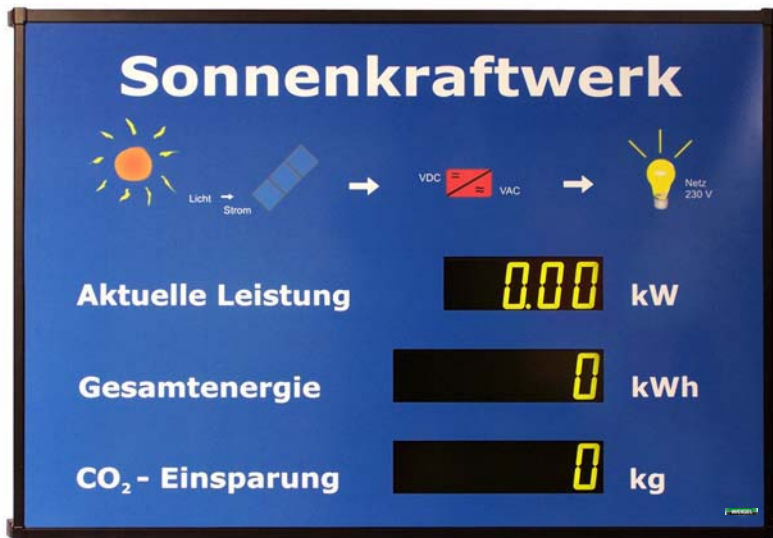 Sonnenkraftwerk
Licht → Strom
VDC
VAC
Netz
230 V
Aktuelle Leistung 0.00 kW
Gesamtenergie 0 kWh
CO₂ - Einsparung 0 kg